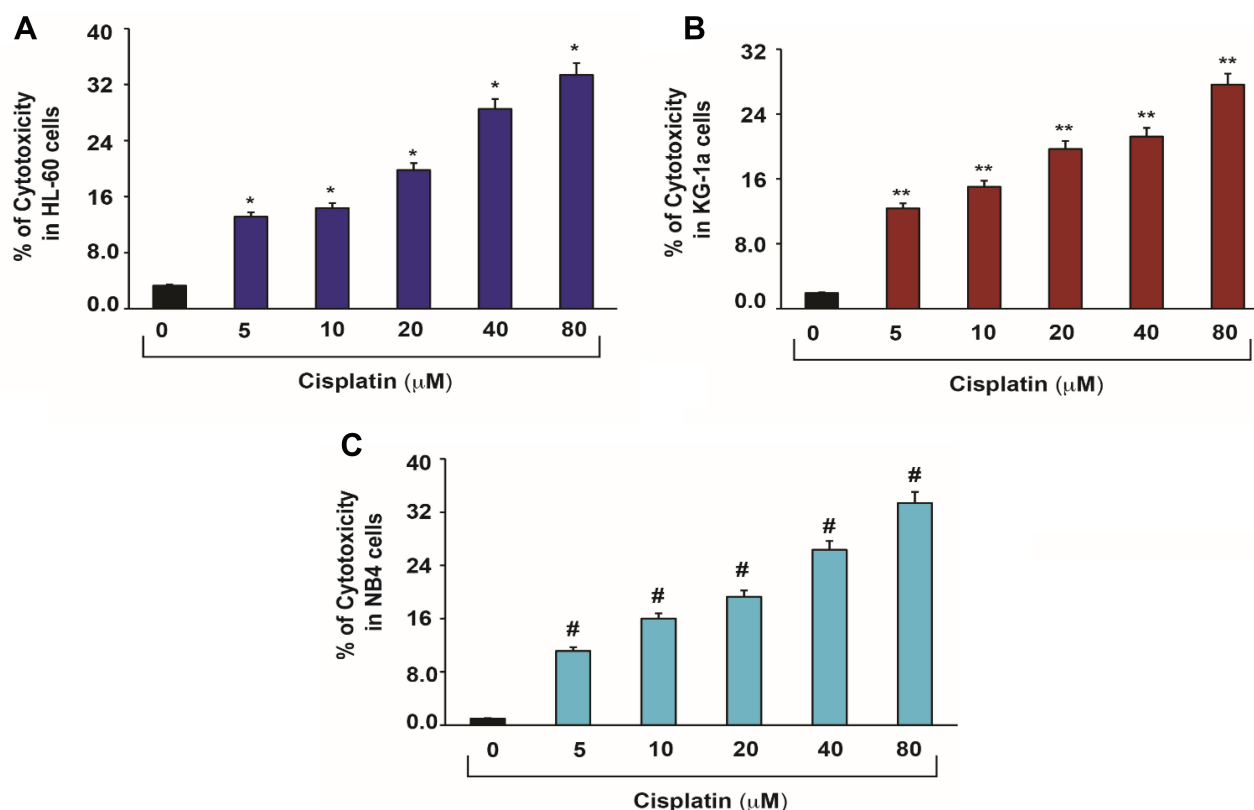 A
% of Cytotoxicity
in HL-60 cells
40
32
24
16
8.0
0.0
*
*
*
*
*
0 5 10 20 40 80
Cisplatin (μM)
B
% of Cytotoxicity
in KG-1a cells
32
24
16
8.0
0.0
**
**
**
**
**
0 5 10 20 40 80
Cisplatin (μM)
C
% of Cytotoxicity
in NB4 cells
40
32
24
16
8.0
0.0
#
#
#
#
#
0 5 10 20 40 80
Cisplatin (μM)